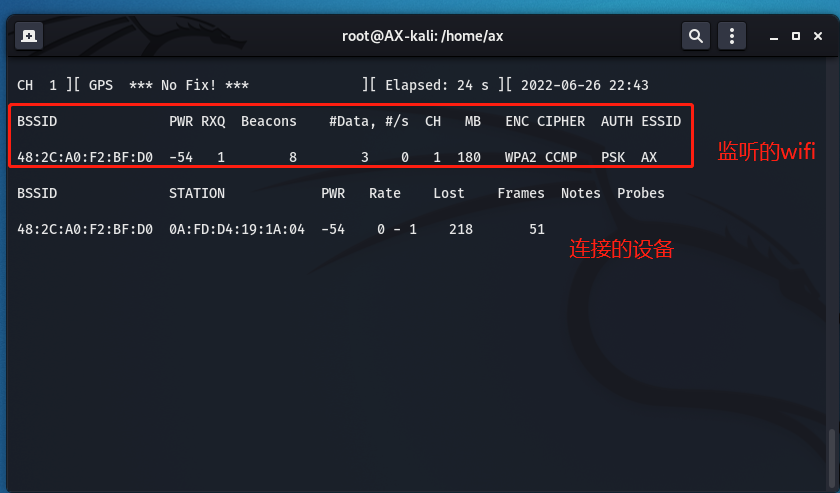 root@AX-kali: /home/ax
CH 1 ][ GPS *** No Fix! *** ][ Elapsed: 24 s ][ 2022-06-26 22:43
BSSID PWR RXQ Beacons #Data, #/s CH MB ENC CIPHER AUTH ESSID
48:2C:A0:F2:BF:D0 -54 1 8 3 0 1 180 WPA2 CCMP PSK AX
监听的wifi
BSSID STATION PWR Rate Lost Frames Notes Probes
48:2C:A0:F2:BF:D0 0A:FD:D4:19:1A:04 -54 0 - 1 218 51
连接的设备